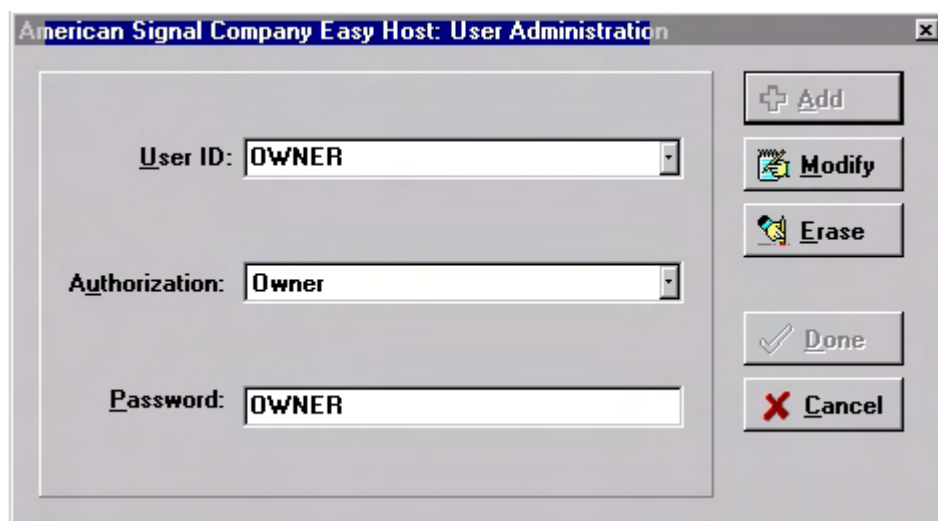 American Signal Company Easy Host: User Administration
Add
User ID: OWNER
Modify
Erase
Authorization: Owner
Done
Password: OWNER
Cancel